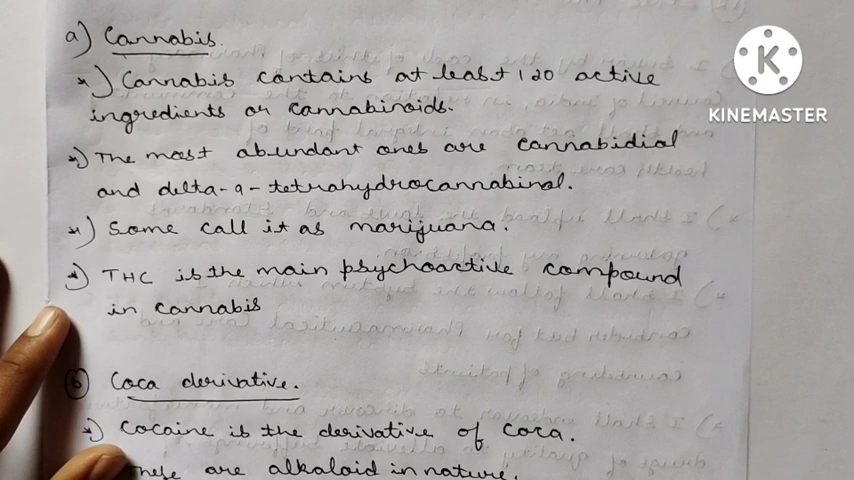 a) Cannabis.
*) Cannabis contains at least 120 active
ingredients or cannabinoids.
*) The most abundant ones are cannabidiol
and delta-9-tetrahydrocannabinol.
*) Some call it as marijuana.
*) THC is the main psychoactive compound
in cannabis
b) Coca derivative.
*) Cocaine is the derivative of coca.
These are alkaloid in nature.
K
KINEMASTER